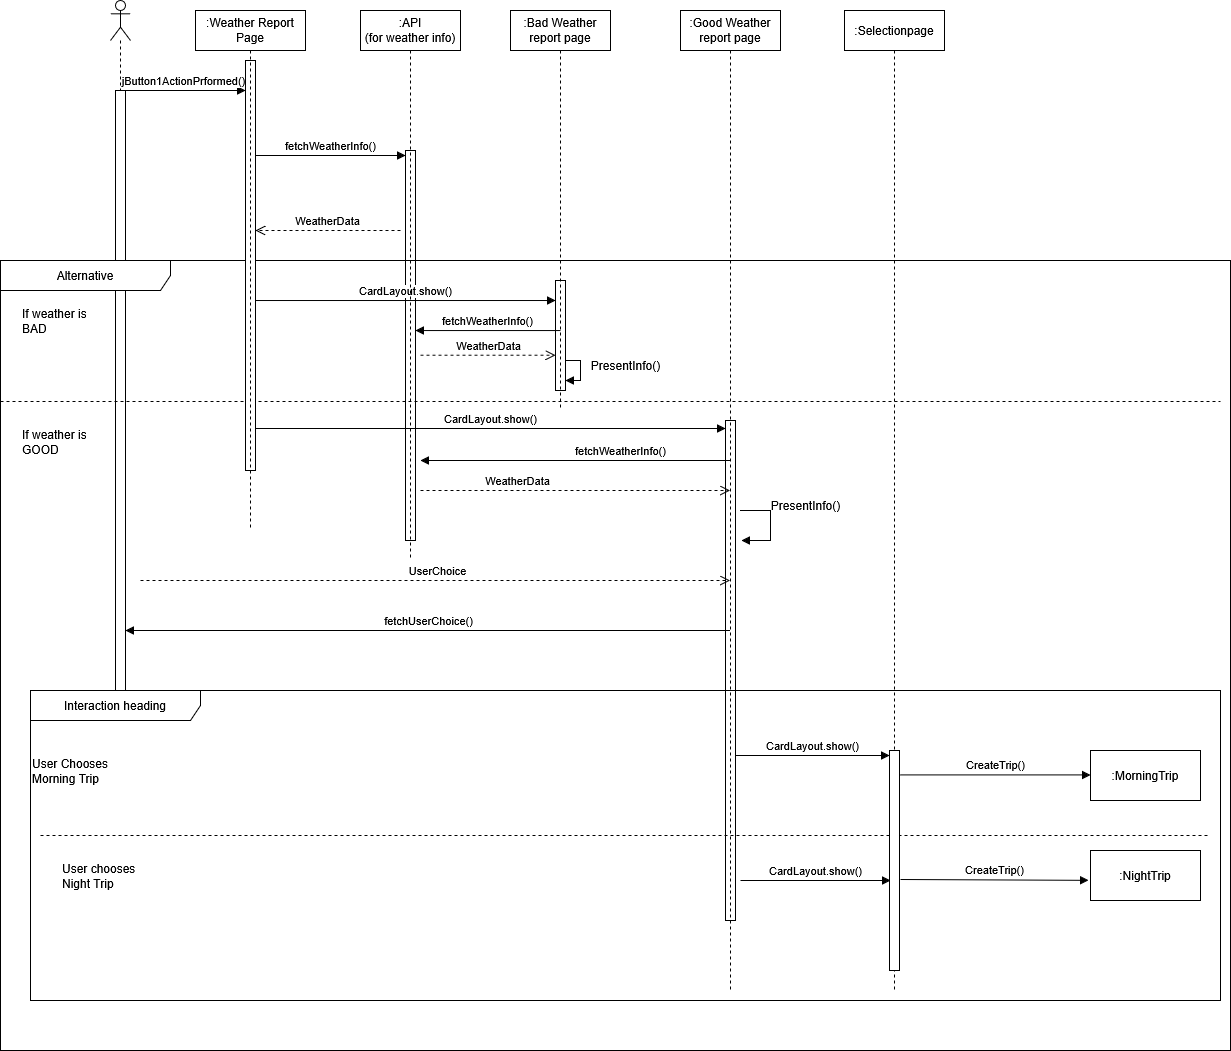 :Weather Report
Page
:API
(for weather info)
:Bad Weather
report page
:Good Weather
report page
:Selectionpage
jButton1ActionPrformed()
fetchWeatherInfo()
WeatherData
Alternative
CardLayout.show()
If weather is
BAD
fetchWeatherInfo()
WeatherData
PresentInfo()
CardLayout.show()
If weather is
GOOD
fetchWeatherInfo()
WeatherData
PresentInfo()
UserChoice
fetchUserChoice()
Interaction heading
CardLayout.show()
User Chooses
Morning Trip
CreateTrip()
:MorningTrip
User chooses
Night Trip
CardLayout.show()
CreateTrip()
:NightTrip